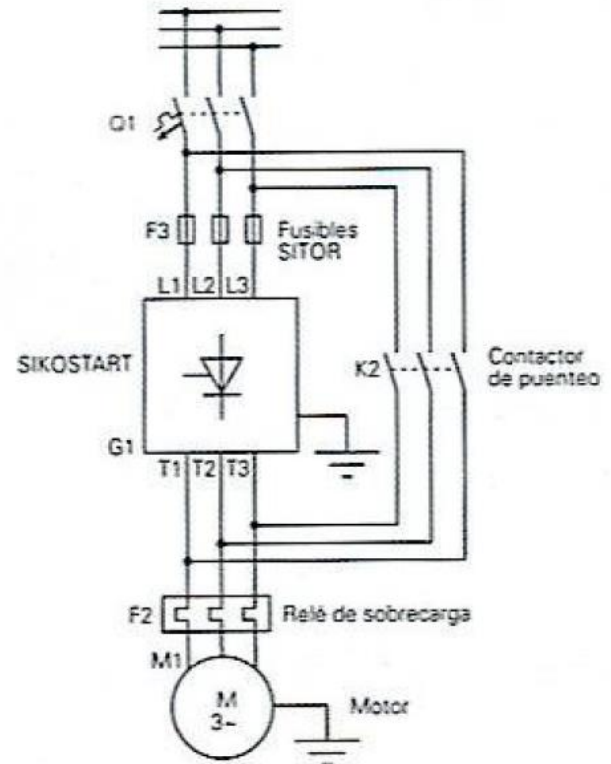 Q1
F3
Fusibles
SITOR
L1 L2 L3
SIKOSTART
K2
Contactor
de puenteo
G1
T1 T2 T3
F2
Relé de sobrecarga
M1
M
3~
Motor